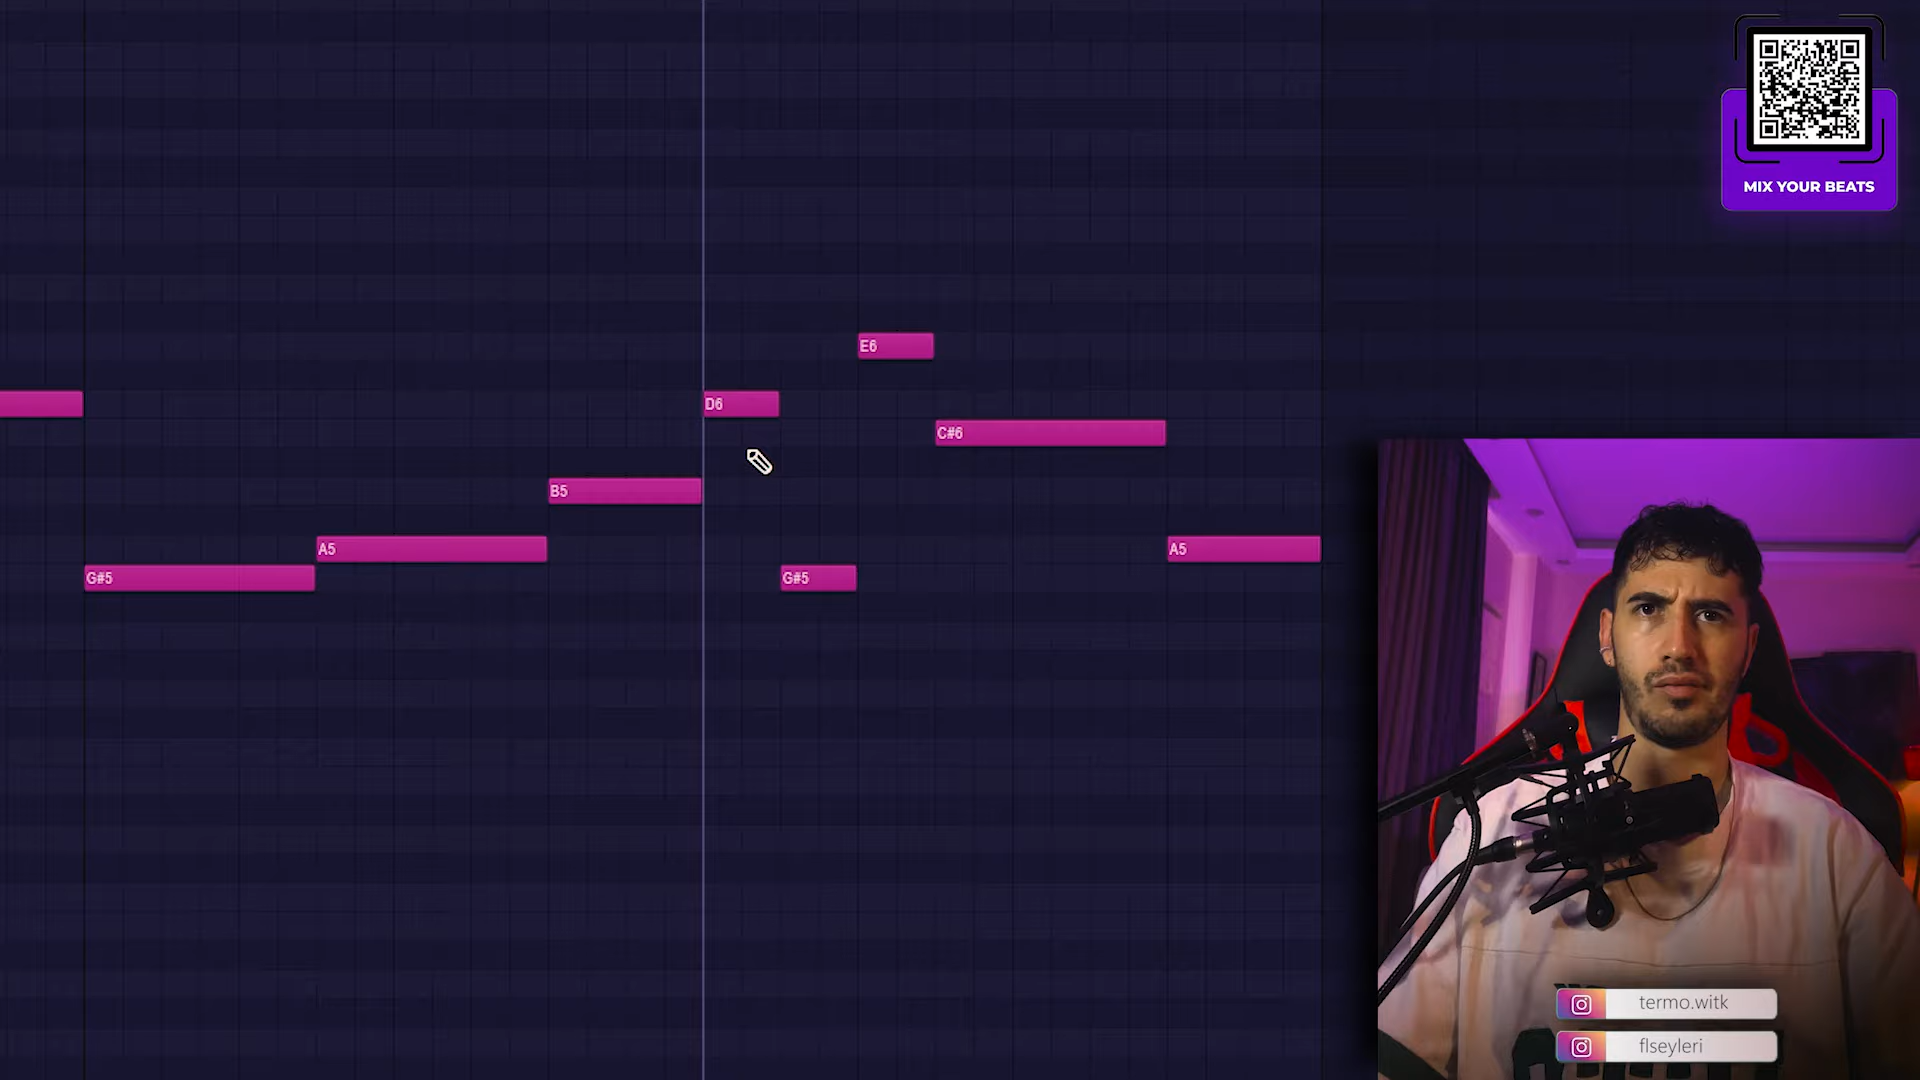 MIX YOUR BEATS
E6
D6
C#6
B5
A5
A5
G#5
G#5
termo.witk
flseyleri